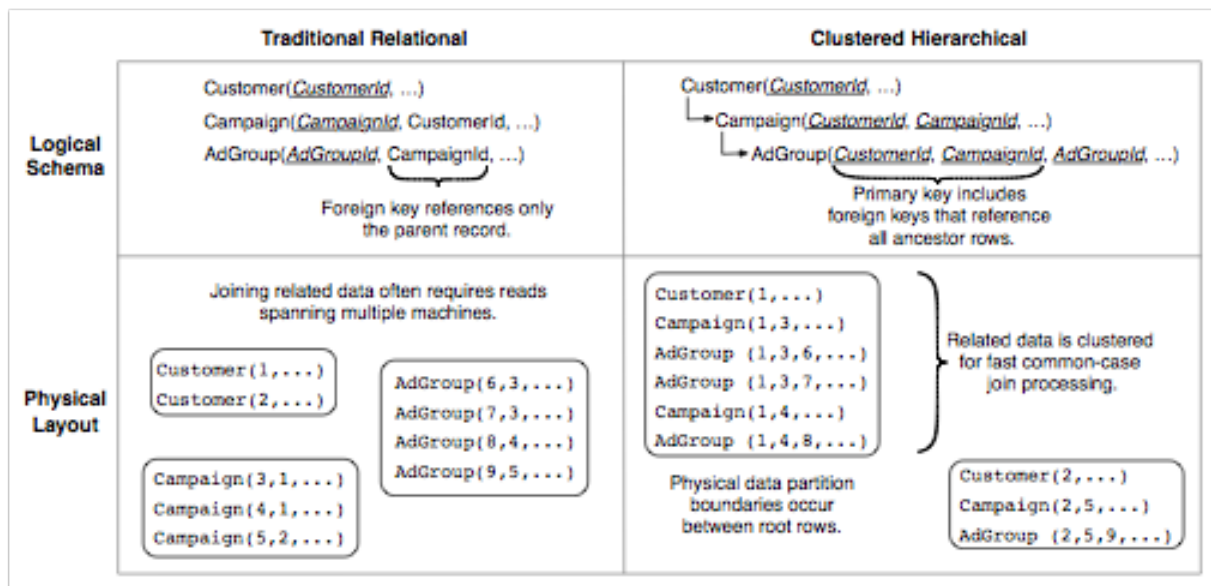 Traditional Relational
Clustered Hierarchical
Logical
Schema
Customer(CustomerId, ...)
Campaign(CampaignId, CustomerId, ...)
AdGroup(AdGroupId, CampaignId, ...)
Foreign key references only
the parent record.
Customer(CustomerId, ...)
Campaign(CustomerId, CampaignId, ...)
AdGroup(CustomerId, CampaignId, AdGroupId, ...)
Primary key includes
foreign keys that reference
all ancestor rows.
Physical
Layout
Joining related data often requires reads
spanning multiple machines.
Customer(1,...)
Customer(2,...)
AdGroup(6,3,...)
AdGroup(7,3,...)
AdGroup(8,4,...)
AdGroup(9,5,...)
Campaign(3,1,...)
Campaign(4,1,...)
Campaign(5,2,...)
Customer(1,...)
Campaign(1,3,...)
AdGroup (1,3,6,...)
AdGroup (1,3,7,...)
Campaign(1,4,...)
AdGroup (1,4,8,...)
Related data is clustered
for fast common-case
join processing.
Physical data partition
boundaries occur
between root rows.
Customer(2,...)
Campaign(2,5,...)
AdGroup (2,5,9,...)